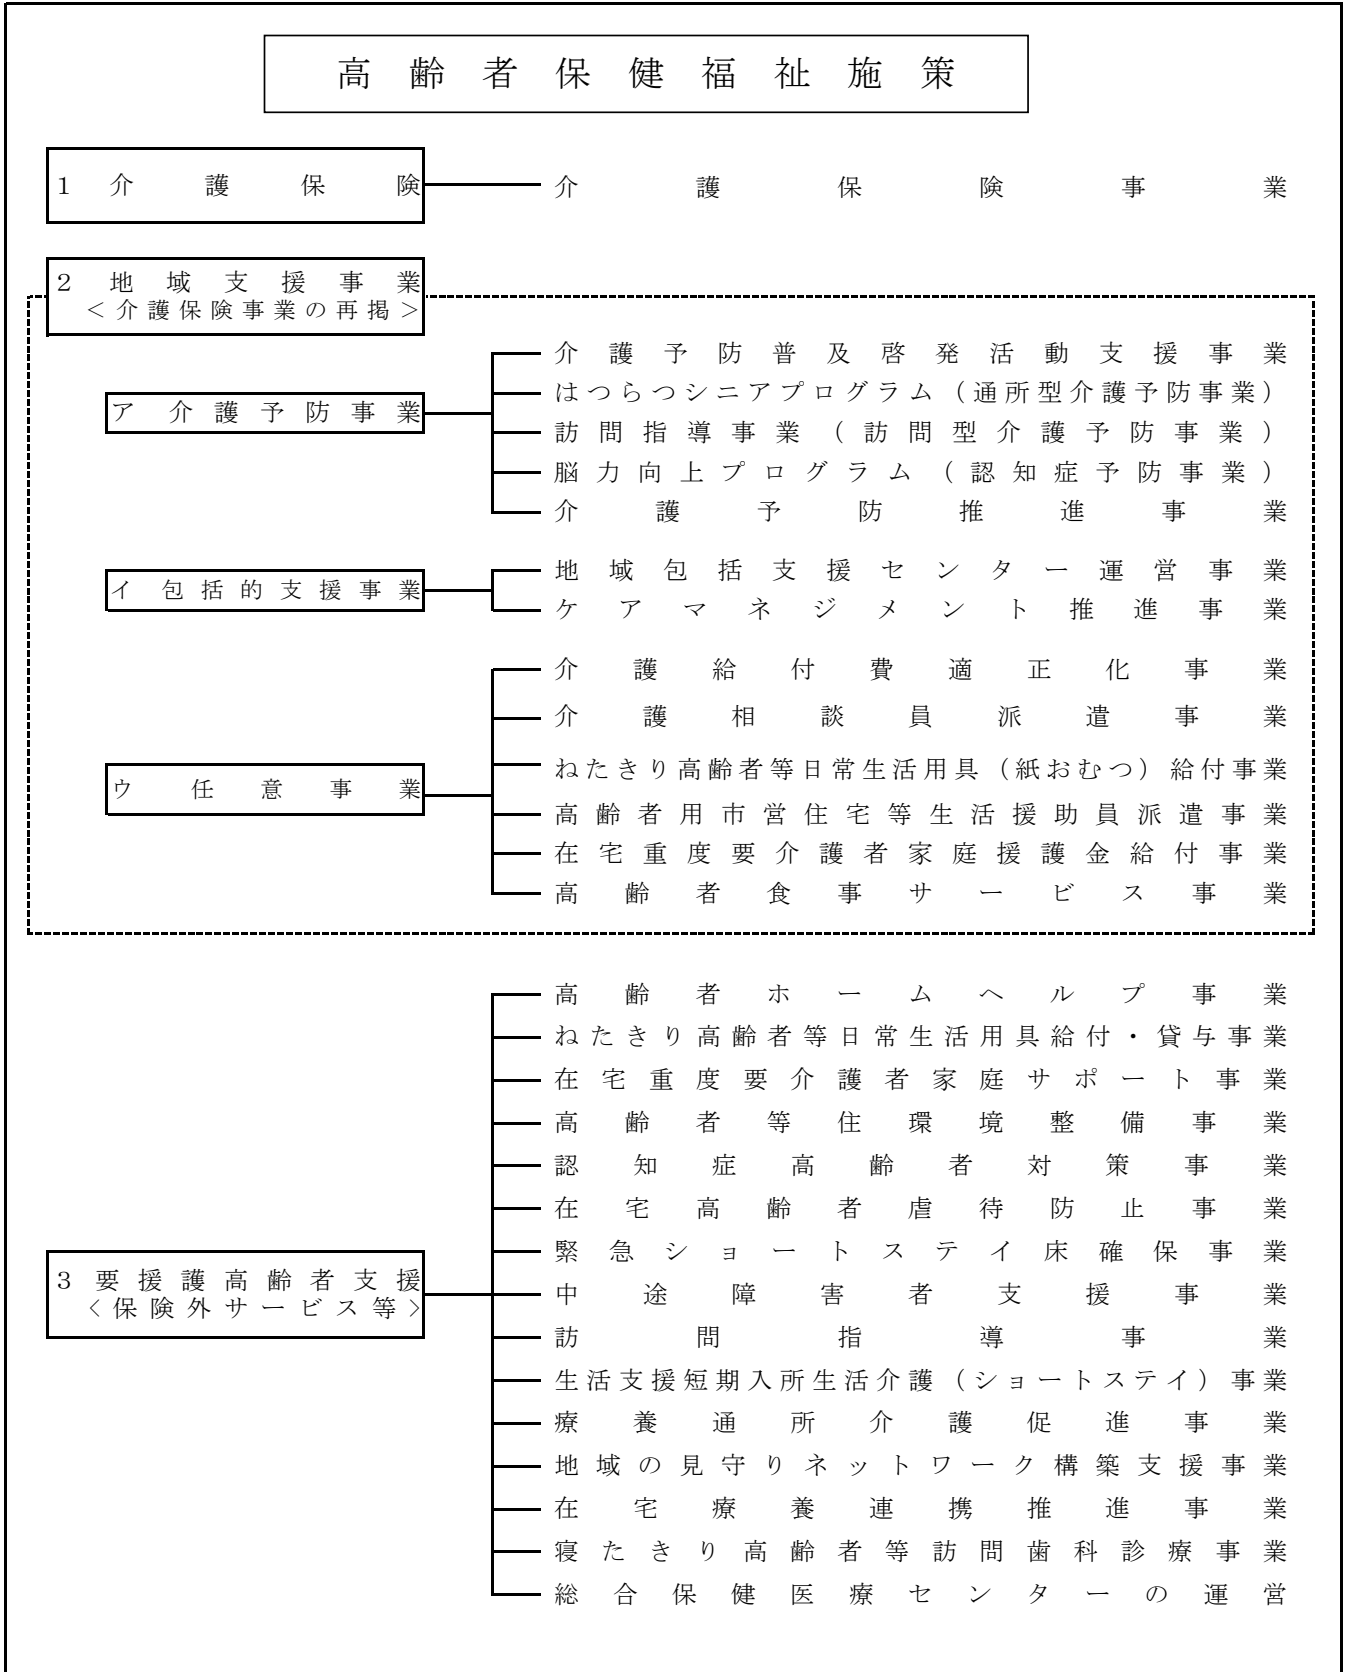 高齢者保健福祉施策
1 介護保険
介護保険事業
2 地域支援事業
<介護保険事業の再掲>
介護予防普及啓発活動支援事業
はつらつシニアプログラム(通所型介護予防事業)
ア 介護予防事業
訪問指導事業(訪問型介護予防事業)
脳力向上プログラム(認知症予防事業)
介護予防推進事業
地域包括支援センター運営事業
イ 包括的支援事業
ケアマネジメント推進事業
介護給付費適正化事業
介護相談員派遣事業
ねたきり高齢者等日常生活用具(紙おむつ)給付事業
ウ 任意事業
高齢者用市営住宅等生活援助員派遣事業
在宅重度要介護者家庭援護金給付事業
高齢者食事サービス事業
高齢者ホームヘルプ事業
ねたきり高齢者等日常生活用具給付・貸与事業
在宅重度要介護者家庭サポート事業
高齢者等住環境整備事業
認知症高齢者対策事業
在宅高齢者虐待防止事業
緊急ショートステイ床確保事業
3 要援護高齢者支援
<保険外サービス等>
中途障害者支援事業
訪問指導事業
生活支援短期入所生活介護(ショートステイ)事業
療養通所介護促進事業
地域の見守りネットワーク構築支援事業
在宅療養連携推進事業
寝たきり高齢者等訪問歯科診療事業
総合保健医療センターの運営